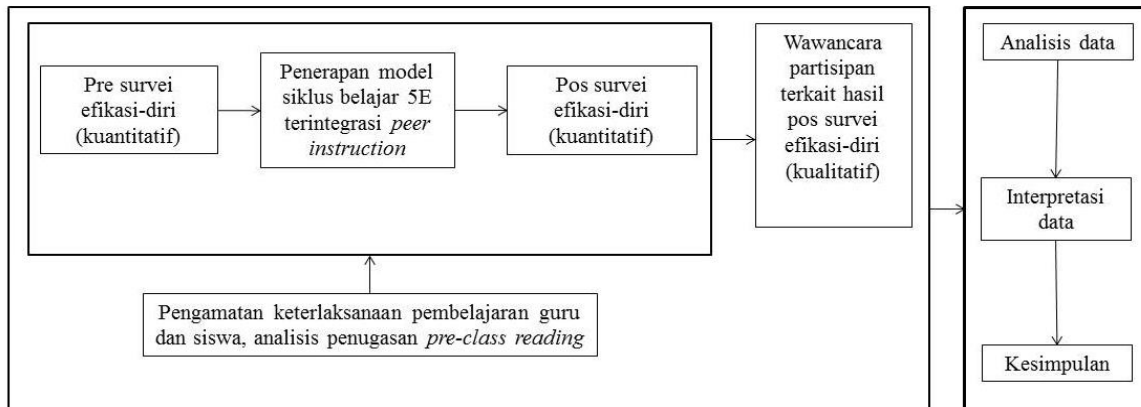 Pre survei
efikasi-diri
(kuantitatif)
Penerapan model
siklus belajar 5E
terintegrasi peer
instruction
Pos survei
efikasi-diri
(kuantitatif)
Wawancara
partisipan
terkait hasil
pos survei
efikasi-diri
(kualitatif)
Pengamatan keterlaksanaan pembelajaran guru
dan siswa, analisis penugasan pre-class reading
Analisis data
Interpretasi
data
Kesimpulan